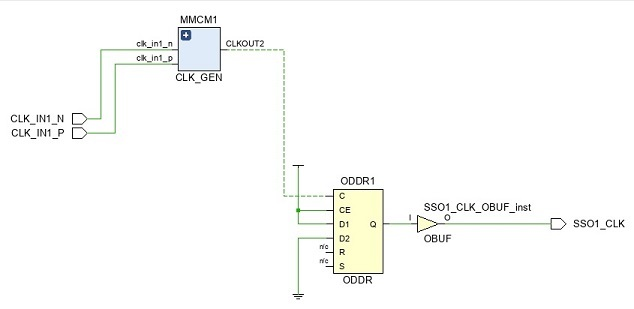 MMCM1
clk_in1_n
clk_in1_p
CLKOUT2
CLK_GEN
CLK_IN1_N
CLK_IN1_P
ODDR1
C
CE
D1
D2
R
S
Q
n/c
n/c
ODDR
SSO1_CLK_OBUF_inst
I
O
OBUF
SSO1_CLK